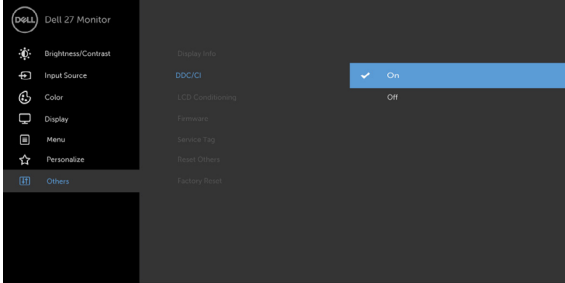 DELL
Dell 27 Monitor
Brightness/Contrast
Input Source
Color
Display
Menu
Personalize
Others
Display Info
DDC/CI
LCD Conditioning
Firmware
Service Tag
Reset Others
Factory Reset
On
Off